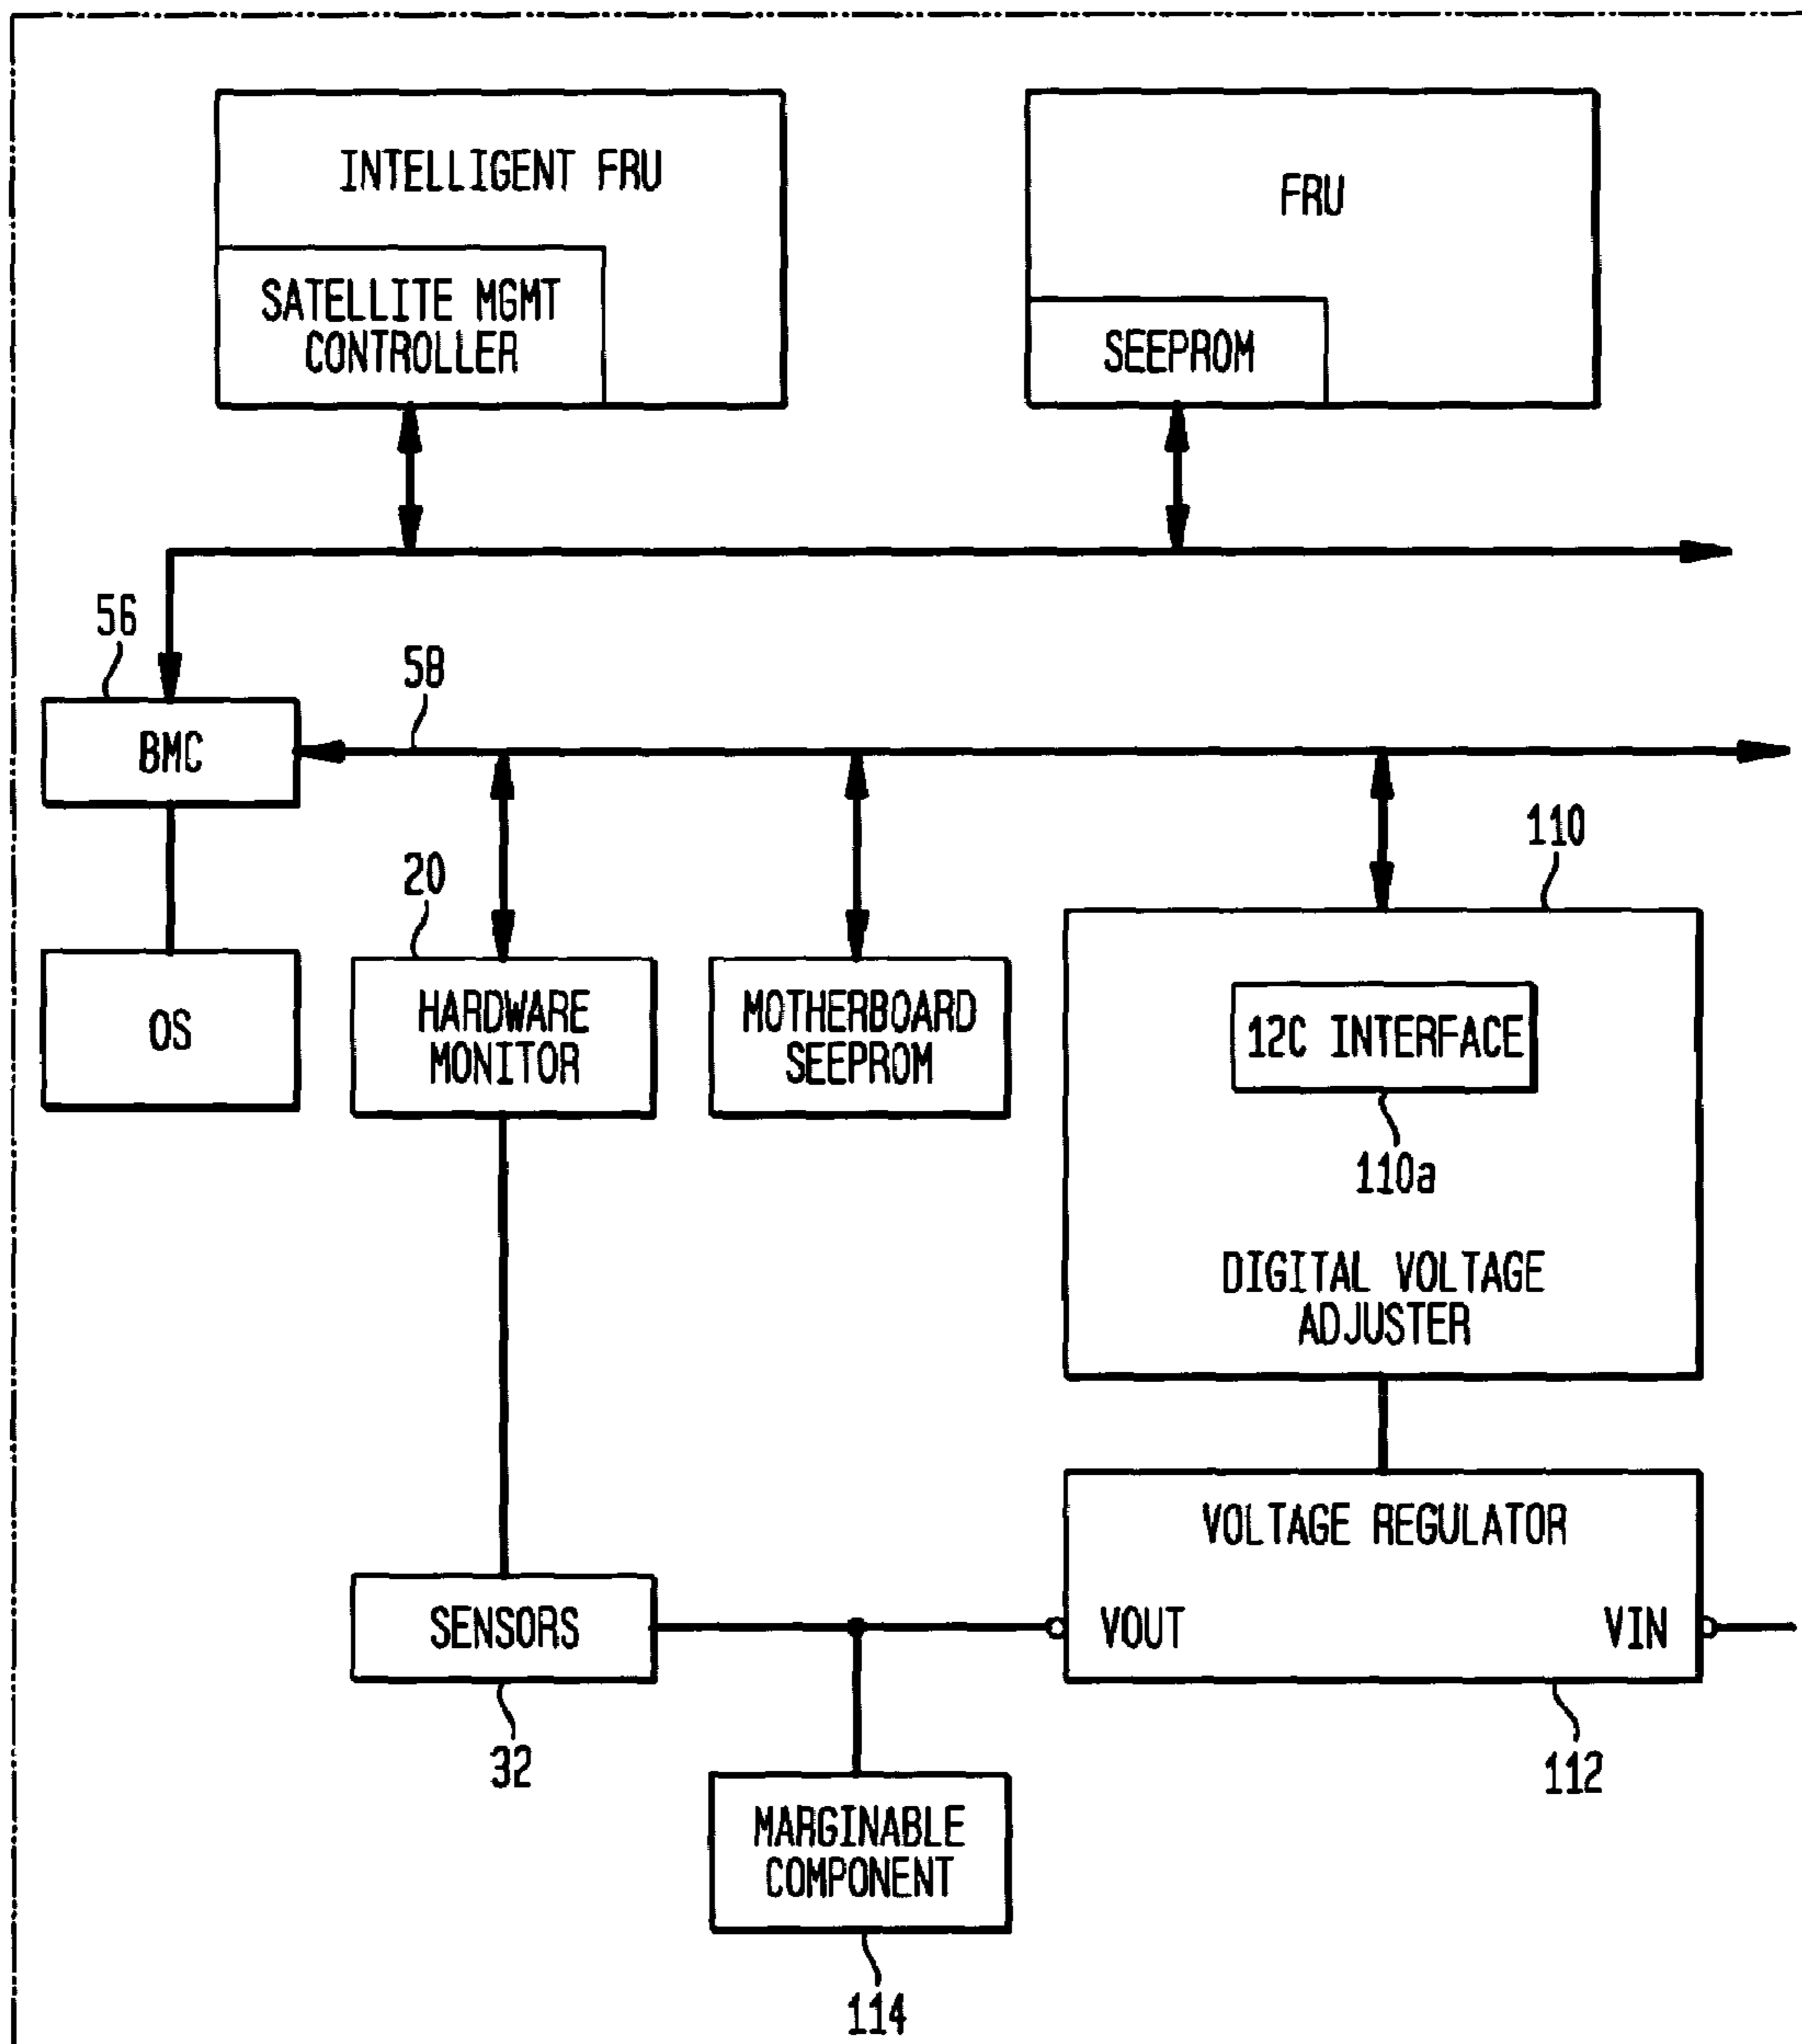 INTELLIGENT FRU
SATELLITE MGMT
CONTROLLER
FRU
SEEPROM
56
58
BMC
110
20
OS
HARDWARE
MONITOR
MOTHERBOARD
SEEPROM
12C INTERFACE
110a
DIGITAL VOLTAGE
ADJUSTER
VOLTAGE REGULATOR
SENSORS
VOUT
VIN
32
112
MARGINABLE
COMPONENT
114